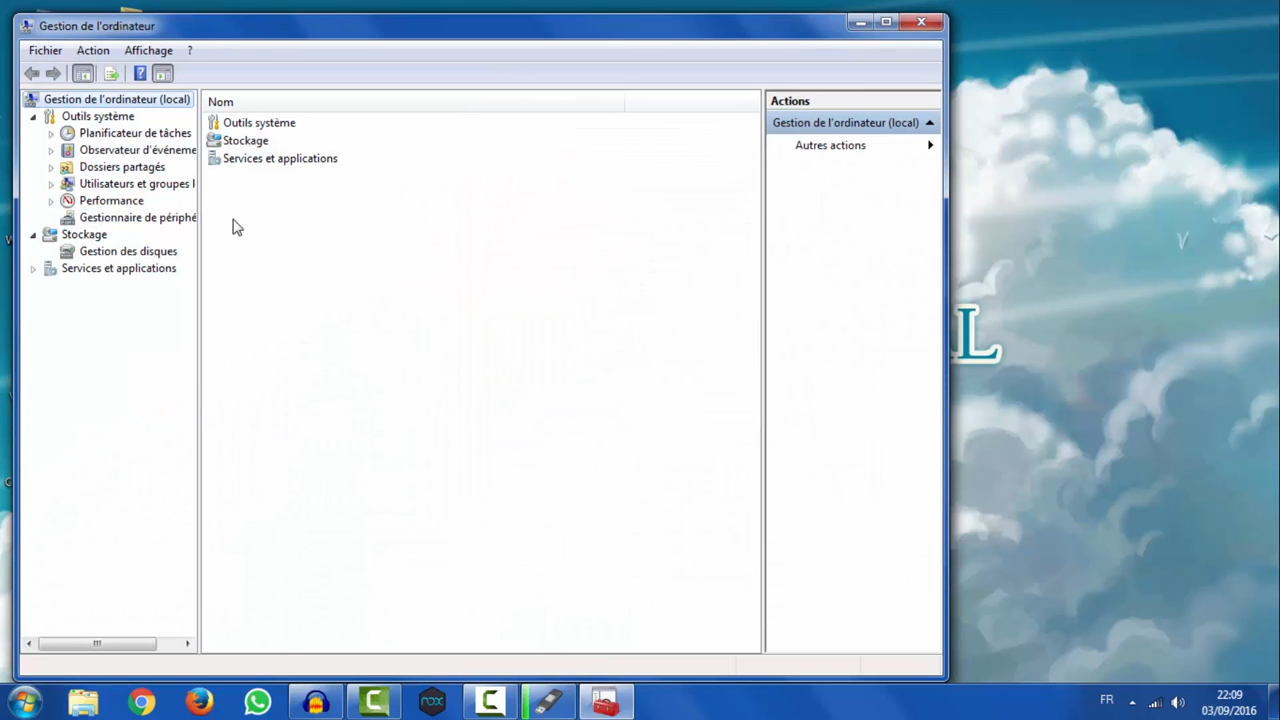 Gestion de l'ordinateur
Fichier Action Affichage ?
Gestion de l'ordinateur (local)
Outils système
Planificateur de tâches
Observateur d'événeme
Dossiers partagés
Utilisateurs et groupes l
Performance
Gestionnaire de périphé
Stockage
Gestion des disques
Services et applications
Nom
Outils système
Stockage
Services et applications
Actions
Gestion de l'ordinateur (local)
Autres actions
L
nox
FR
22:09
03/09/2016